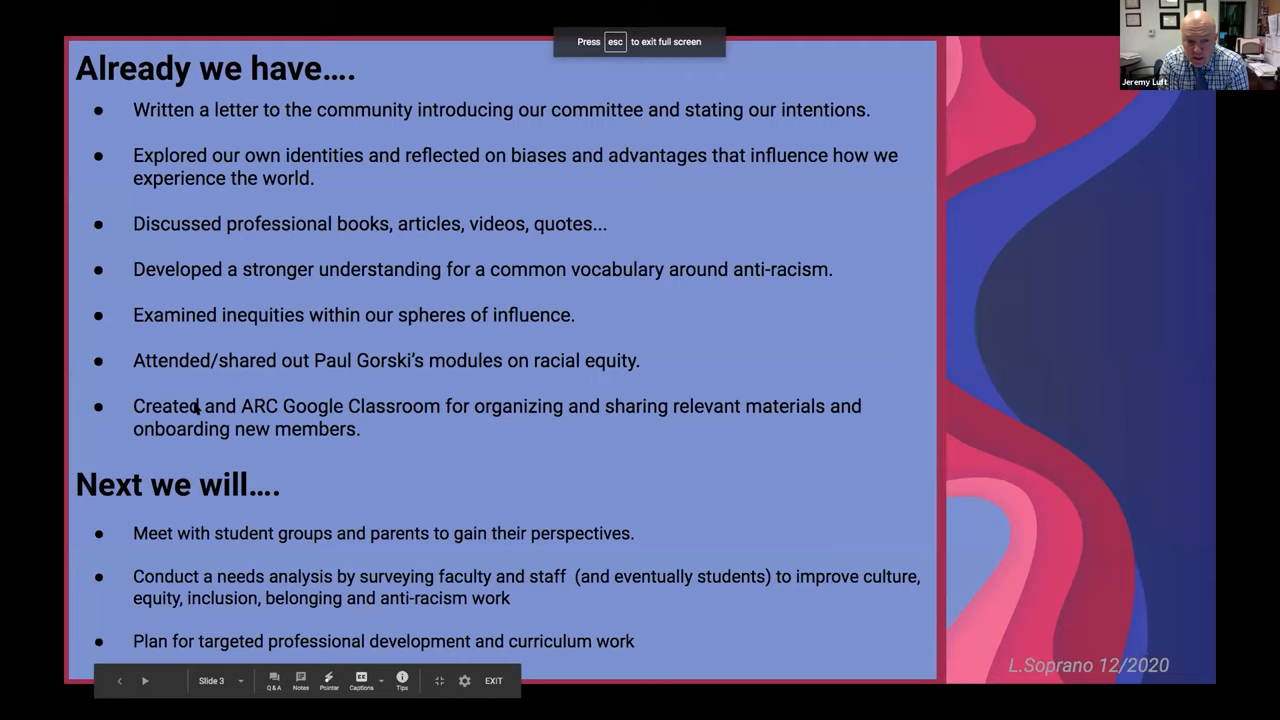 Press esc to exit full screen
Jeremy Luft
Already we have....
● Written a letter to the community introducing our committee and stating our intentions.
● Explored our own identities and reflected on biases and advantages that influence how we
experience the world.
● Discussed professional books, articles, videos, quotes...
● Developed a stronger understanding for a common vocabulary around anti-racism.
● Examined inequities within our spheres of influence.
● Attended/shared out Paul Gorski's modules on racial equity.
● Created and ARC Google Classroom for organizing and sharing relevant materials and
onboarding new members.
Next we will....
● Meet with student groups and parents to gain their perspectives.
● Conduct a needs analysis by surveying faculty and staff (and eventually students) to improve culture,
equity, inclusion, belonging and anti-racism work
● Plan for targeted professional development and curriculum work
L.Soprano 12/2020
Slide 3 Q&A Notes Pointer Captions Tips EXIT